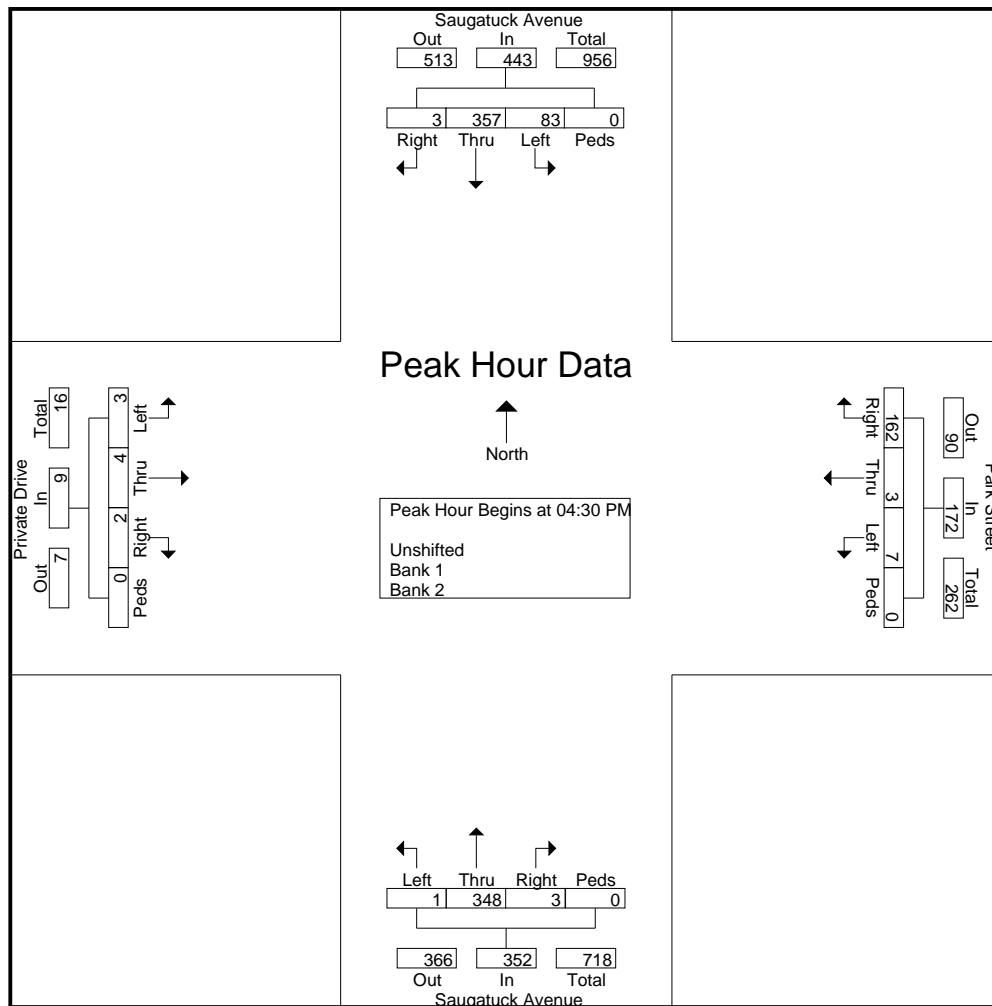 Saugatuck Avenue
Out In Total
513 443 956
3 357 83 0
Right Thru Left Peds
Peak Hour Data
North
Peak Hour Begins at 04:30 PM
Unshifted
Bank 1
Bank 2
Private Drive
Out In Total
7 9 16
Left Thru Right Peds
3 4 2 0
Park Street
Out In Total
90 172 262
162 3 7 0
Right Thru Left Peds
Left Thru Right Peds
1 348 3 0
366 352 718
Out In Total
Saugatuck Avenue